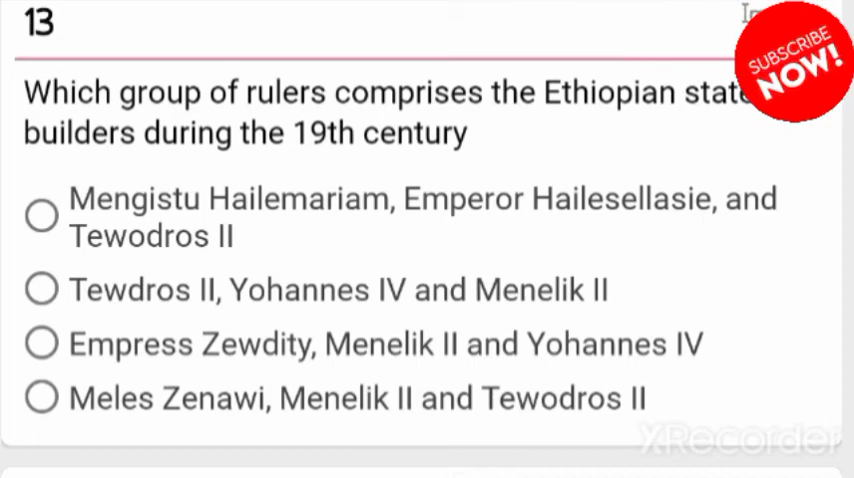 13
SUBSCRIBE
NOW!
Which group of rulers comprises the Ethiopian state
builders during the 19th century
Mengistu Hailemariam, Emperor Hailesellasie, and
Tewodros II
Tewdros II, Yohannes IV and Menelik II
Empress Zewdity, Menelik II and Yohannes IV
Meles Zenawi, Menelik II and Tewodros II
XRecorder